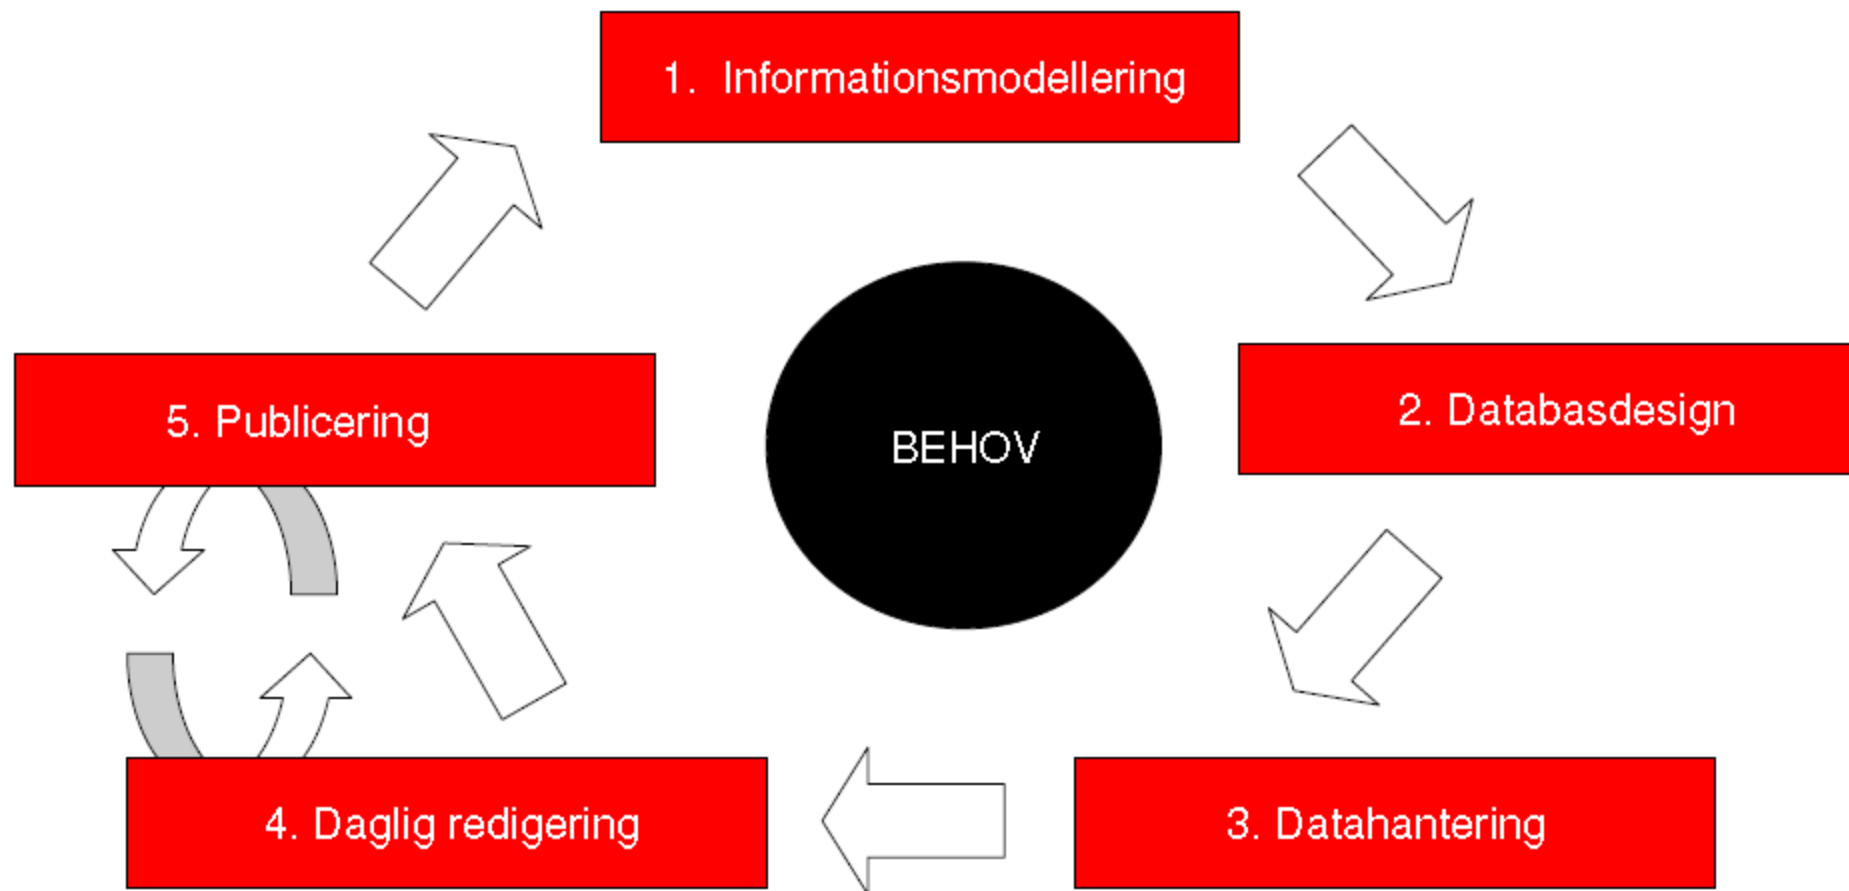 1. Informationsmodellering
2. Databasdesign
3. Datahantering
4. Daglig redigering
5. Publicering
BEHOV